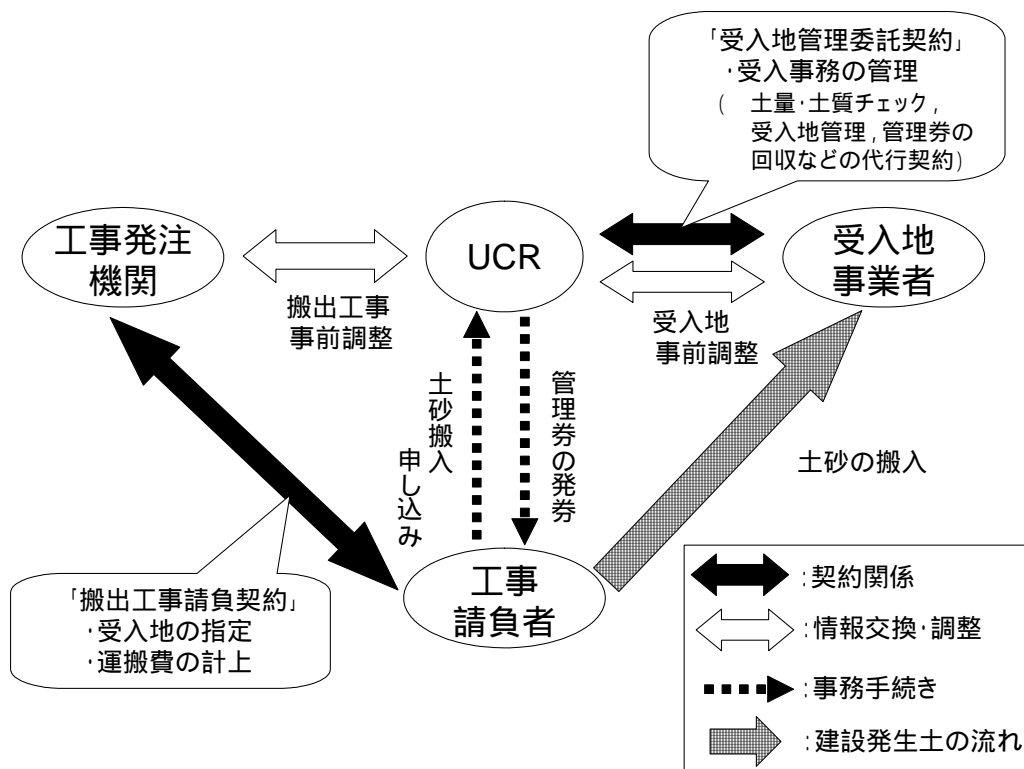 「受入地管理委託契約」
・受入事務の管理
( 土量・土質チェック,
受入地管理,管理券の
回収などの代行契約)
工事発注
機関
UCR
受入地
事業者
搬出工事
事前調整
受入地
事前調整
土砂搬入
申し込み
管理券の発券
土砂の搬入
工事
請負者
「搬出工事請負契約」
・受入地の指定
・運搬費の計上
:契約関係
:情報交換・調整
:事務手続き
:建設発生土の流れ